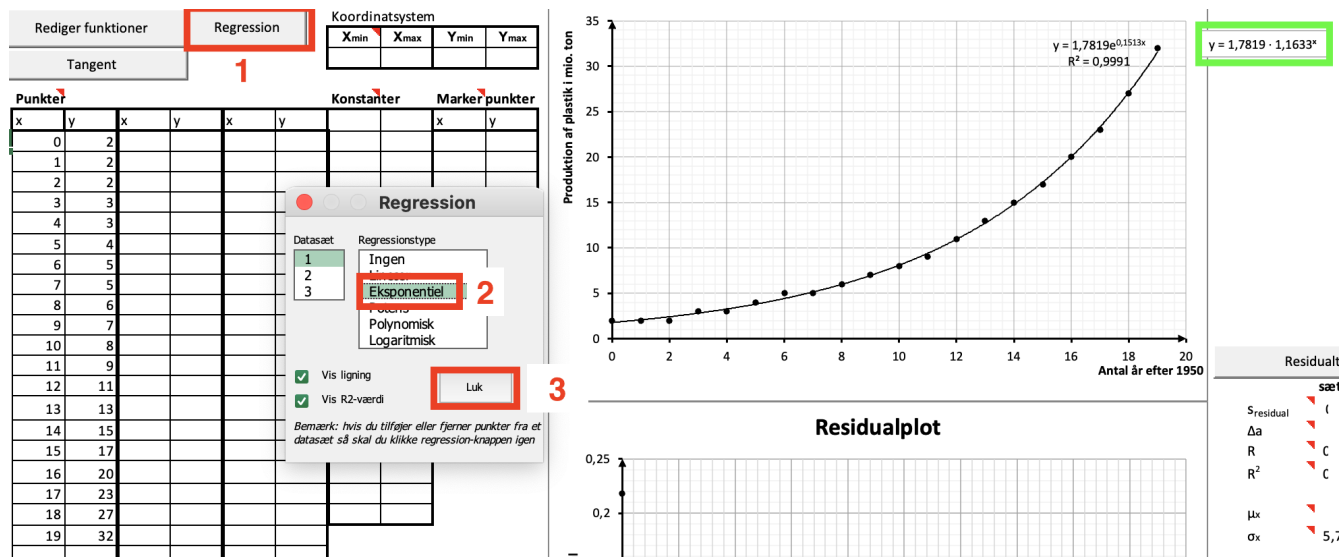 Rediger funktioner
Regression
Tangent
1
Koordinatsystem
Xmin Xmax Ymin Ymax
Punkter
Konstanter
Marker punkter
x y x y x y x y
0 2
1 2
2 2
3 3
4 3
5 4
6 5
7 5
8 6
9 7
10 8
11 9
12 11
13 13
14 15
15 17
16 20
17 23
18 27
19 32
Regression
Datasæt
1
2
3
Regressionstype
Ingen
Eksponentiel
Polynomisk
Logaritmisk
2
Vis ligning
Vis R2-værdi
Luk
3
Bemærk: hvis du tilføjer eller fjerner punkter fra et
datasæt så skal du klikke regression-knappen igen
Produktion af plastik i mio. ton
35
30
25
20
15
10
5
0
0 2 4 6 8 10 12 14 16 18 20
Antal år efter 1950
y = 1,7819e^0,1513x
R² = 0,9991
y = 1,7819 · 1,1633ˣ
Residualplot
0,25
0,2
Sresidual
Δa
R
R²
μx
σx 5,7